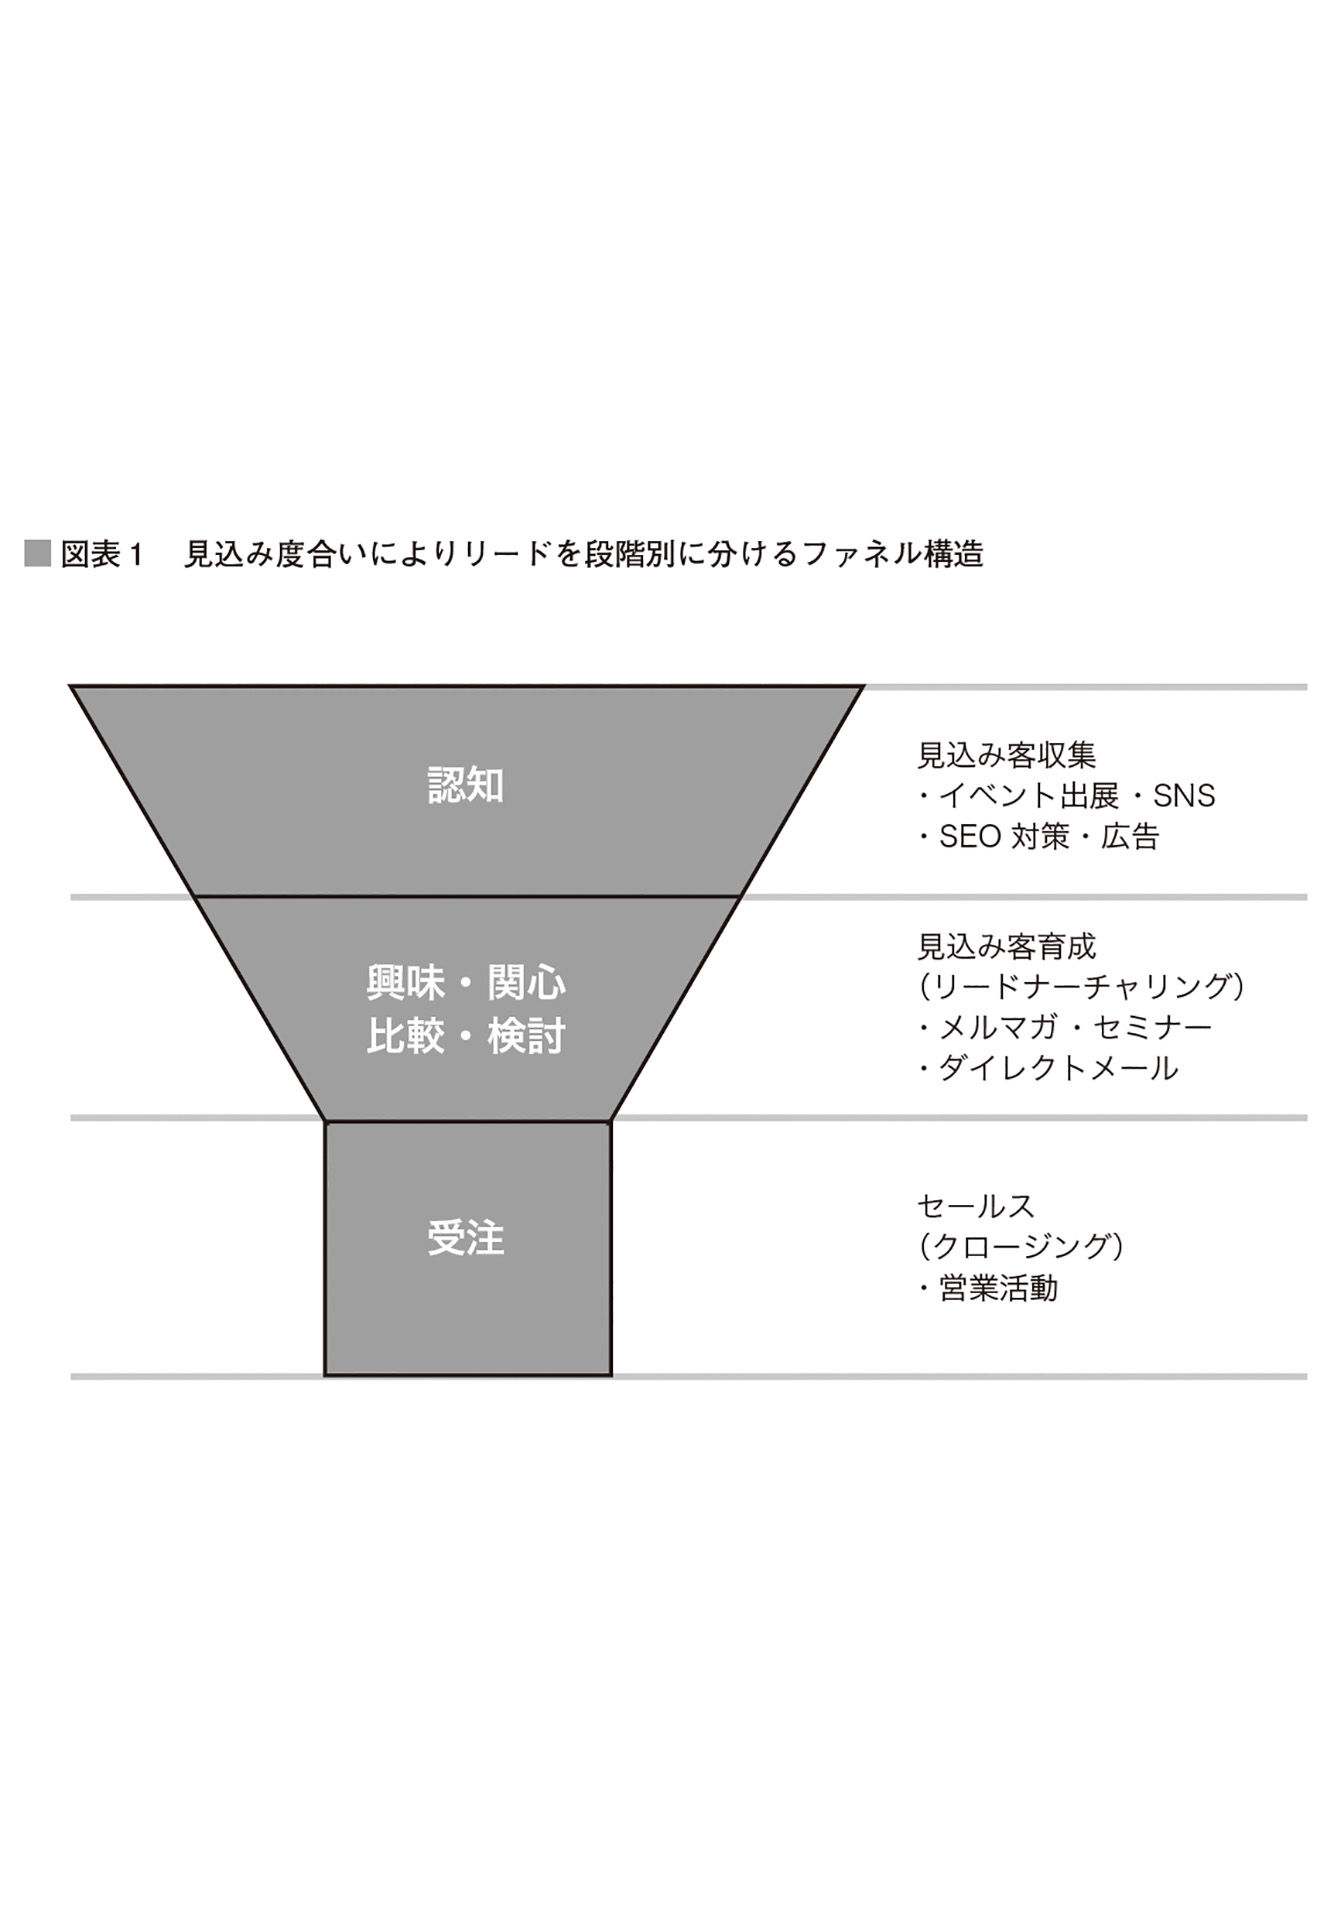 図表1　見込み度合いによりリードを段階別に分けるファネル構造
認知
見込み客収集
・イベント出展・SNS
・SEO 対策・広告
興味・関心
比較・検討
見込み客育成
（リードナーチャリング）
・メルマガ・セミナー
・ダイレクトメール
受注
セールス
（クロージング）
・営業活動